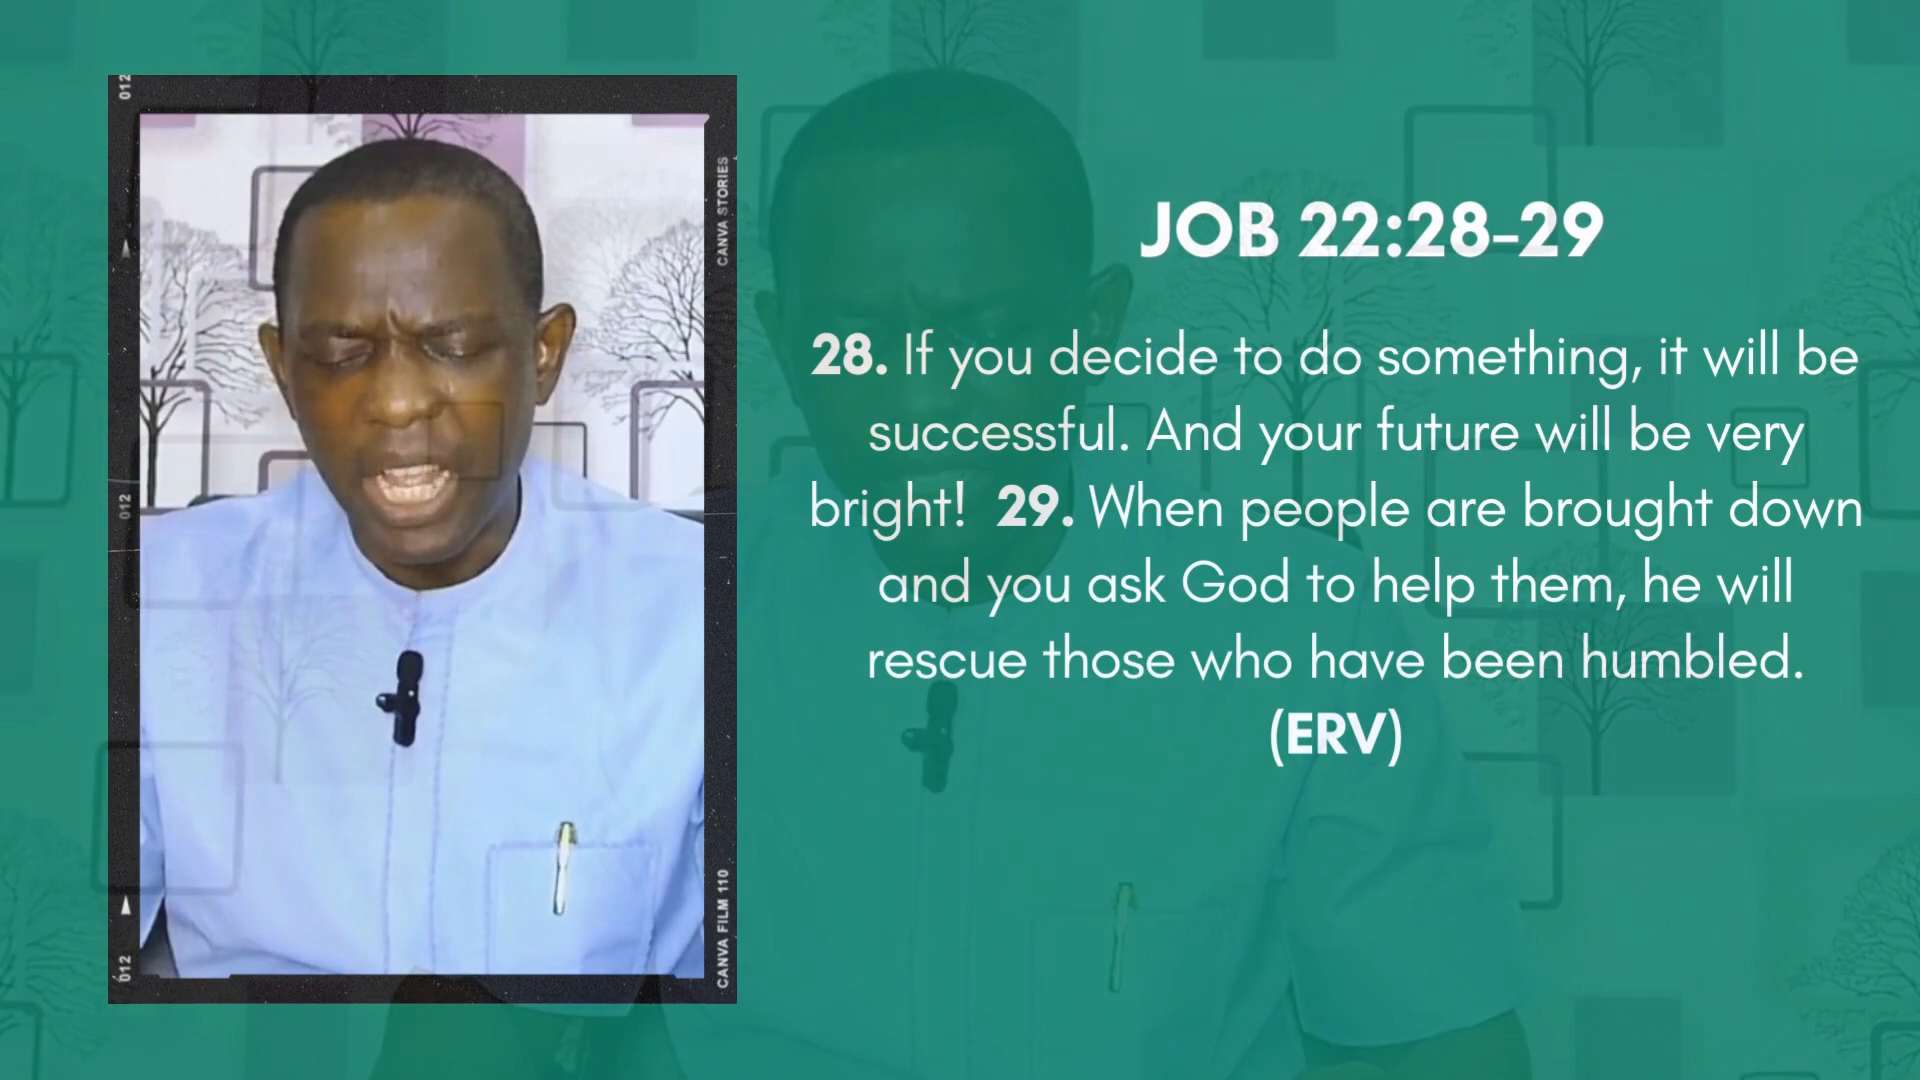 012
CANVA STORIES
012
012
CANVA FILM 110
JOB 22:28-29
28. If you decide to do something, it will be
successful. And your future will be very
bright! 29. When people are brought down
and you ask God to help them, he will
rescue those who have been humbled.
(ERV)